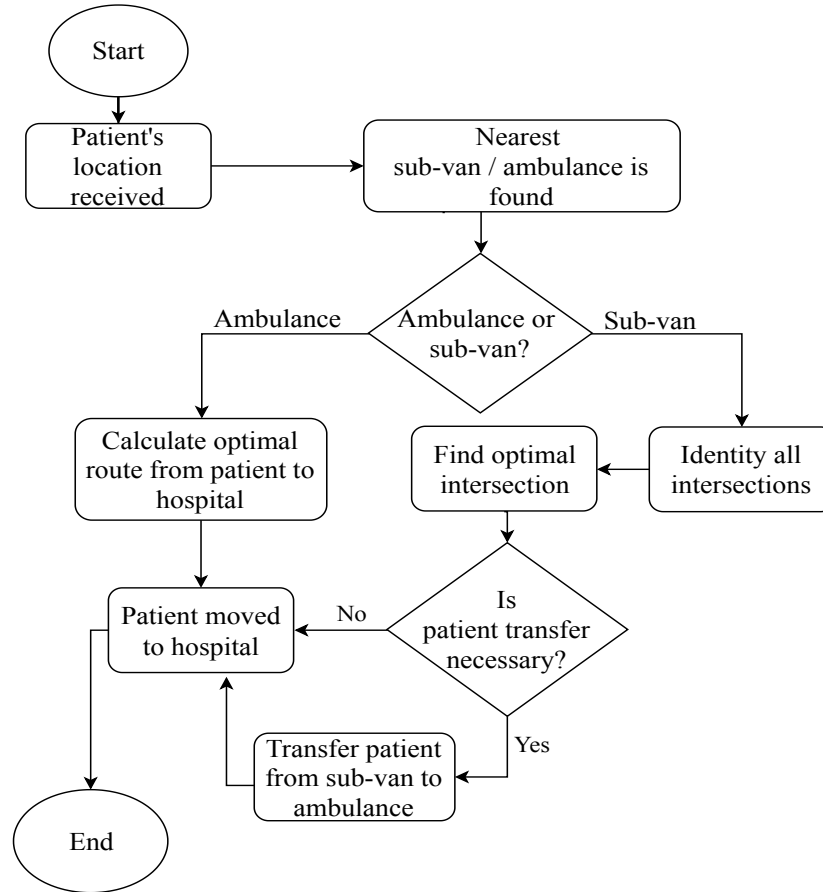 Start
Patient's
location
received
Nearest
sub-van / ambulance is
found
Ambulance or
sub-van?
Ambulance
Sub-van
Calculate optimal
route from patient to
hospital
Identity all
intersections
Find optimal
intersection
Is
patient transfer
necessary?
No
Yes
Transfer patient
from sub-van to
ambulance
Patient moved
to hospital
End